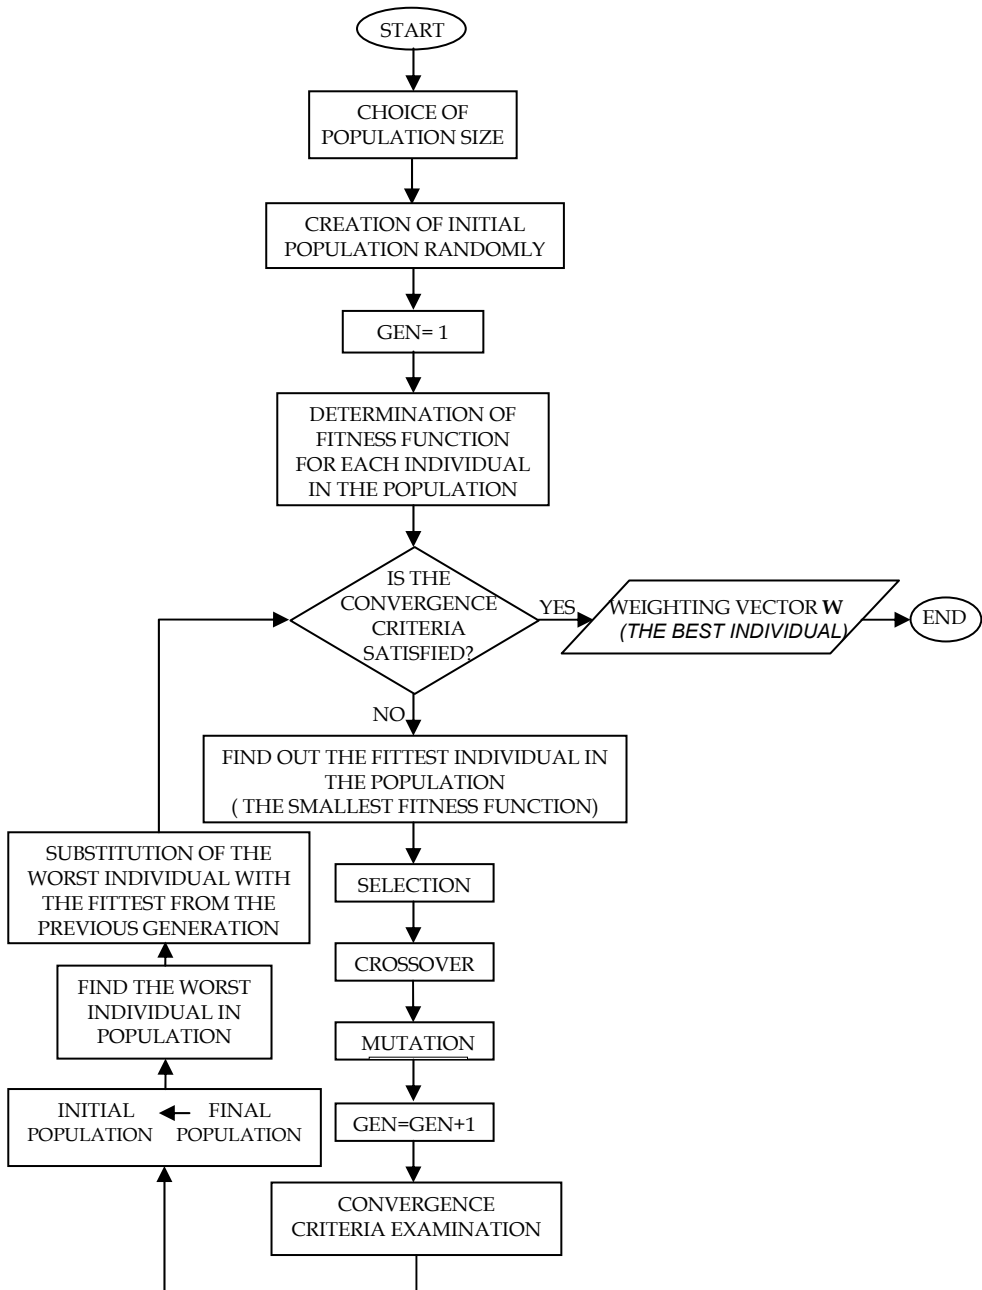 START
CHOICE OF
POPULATION SIZE
CREATION OF INITIAL
POPULATION RANDOMLY
GEN= 1
DETERMINATION OF
FITNESS FUNCTION
FOR EACH INDIVIDUAL
IN THE POPULATION
IS THE
CONVERGENCE
CRITERIA
SATISFIED?
YES
WEIGHTING VECTOR W
(THE BEST INDIVIDUAL)
END
NO
FIND OUT THE FITTEST INDIVIDUAL IN
THE POPULATION
( THE SMALLEST FITNESS FUNCTION)
SELECTION
CROSSOVER
MUTATION
GEN=GEN+1
CONVERGENCE
CRITERIA EXAMINATION
INITIAL
POPULATION
FINAL
POPULATION
FIND THE WORST
INDIVIDUAL IN
POPULATION
SUBSTITUTION OF THE
WORST INDIVIDUAL WITH
THE FITTEST FROM THE
PREVIOUS GENERATION